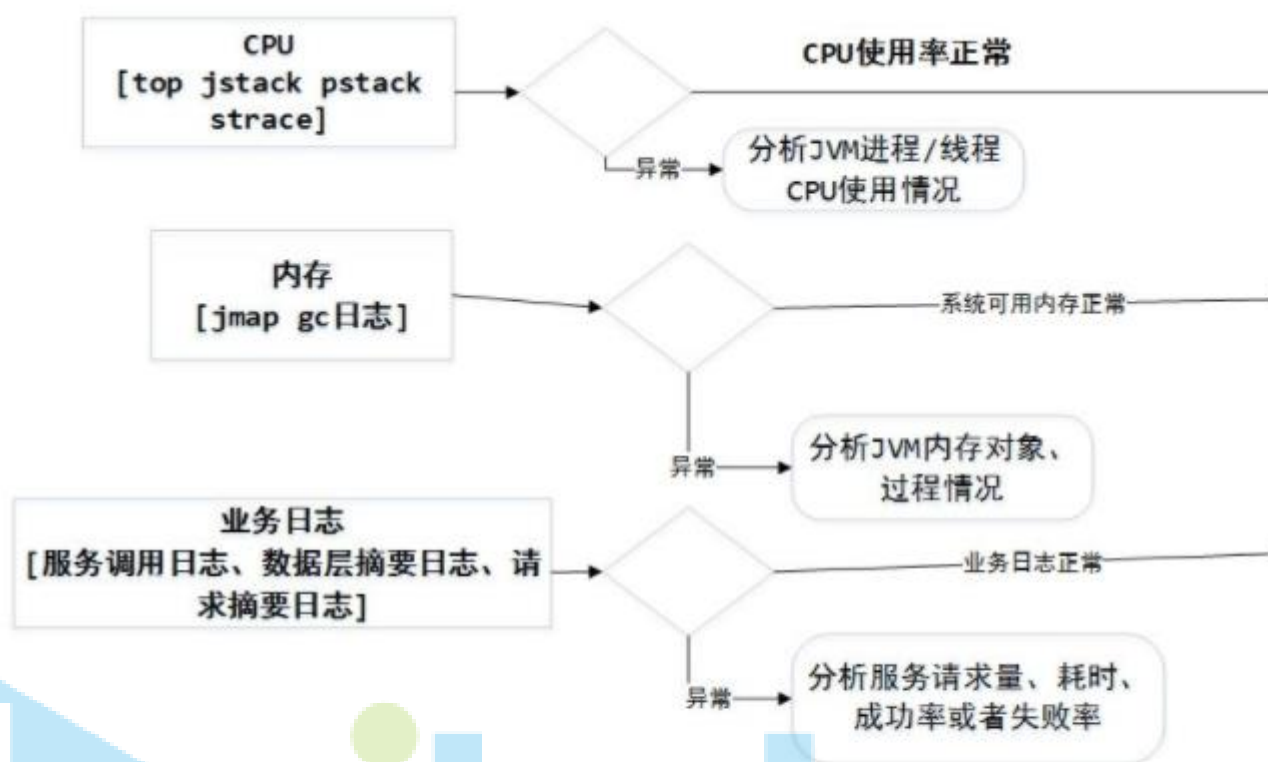 CPU
[top jstack pstack
strace]
CPU使用率正常
异常
分析JVM进程/线程
CPU使用情况
内存
[jmap gc日志]
系统可用内存正常
异常
分析JVM内存对象、
过程情况
业务日志
[服务调用日志、数据层摘要日志、请
求摘要日志]
业务日志正常
异常
分析服务请求量、耗时、
成功率或者失败率